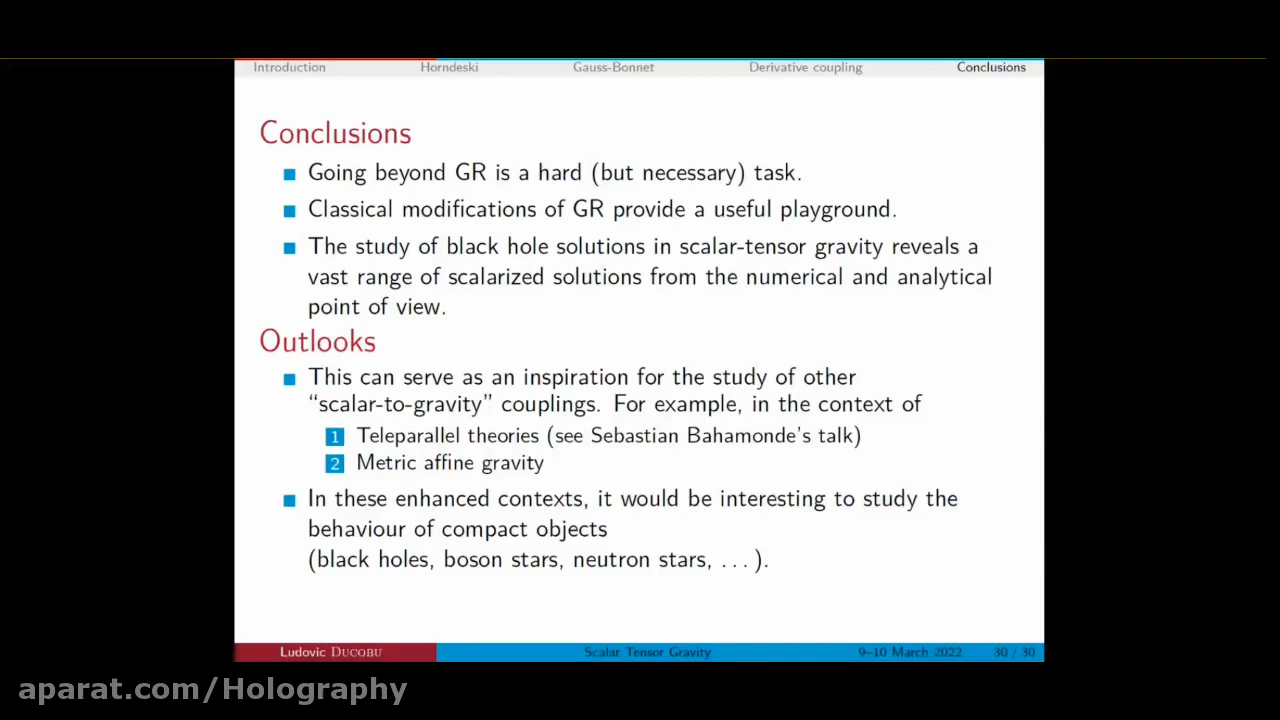 Introduction Horndeski Gauss-Bonnet Derivative coupling Conclusions
Conclusions
Going beyond GR is a hard (but necessary) task.
Classical modifications of GR provide a useful playground.
The study of black hole solutions in scalar-tensor gravity reveals a
vast range of scalarized solutions from the numerical and analytical
point of view.
Outlooks
This can serve as an inspiration for the study of other
“scalar-to-gravity” couplings. For example, in the context of
1 Teleparallel theories (see Sebastian Bahamonde's talk)
2 Metric affine gravity
In these enhanced contexts, it would be interesting to study the
behaviour of compact objects
(black holes, boson stars, neutron stars, ...).
Ludovic Ducobu Scalar Tensor Gravity 9–10 March 2022 30 / 30
aparat.com/Holography